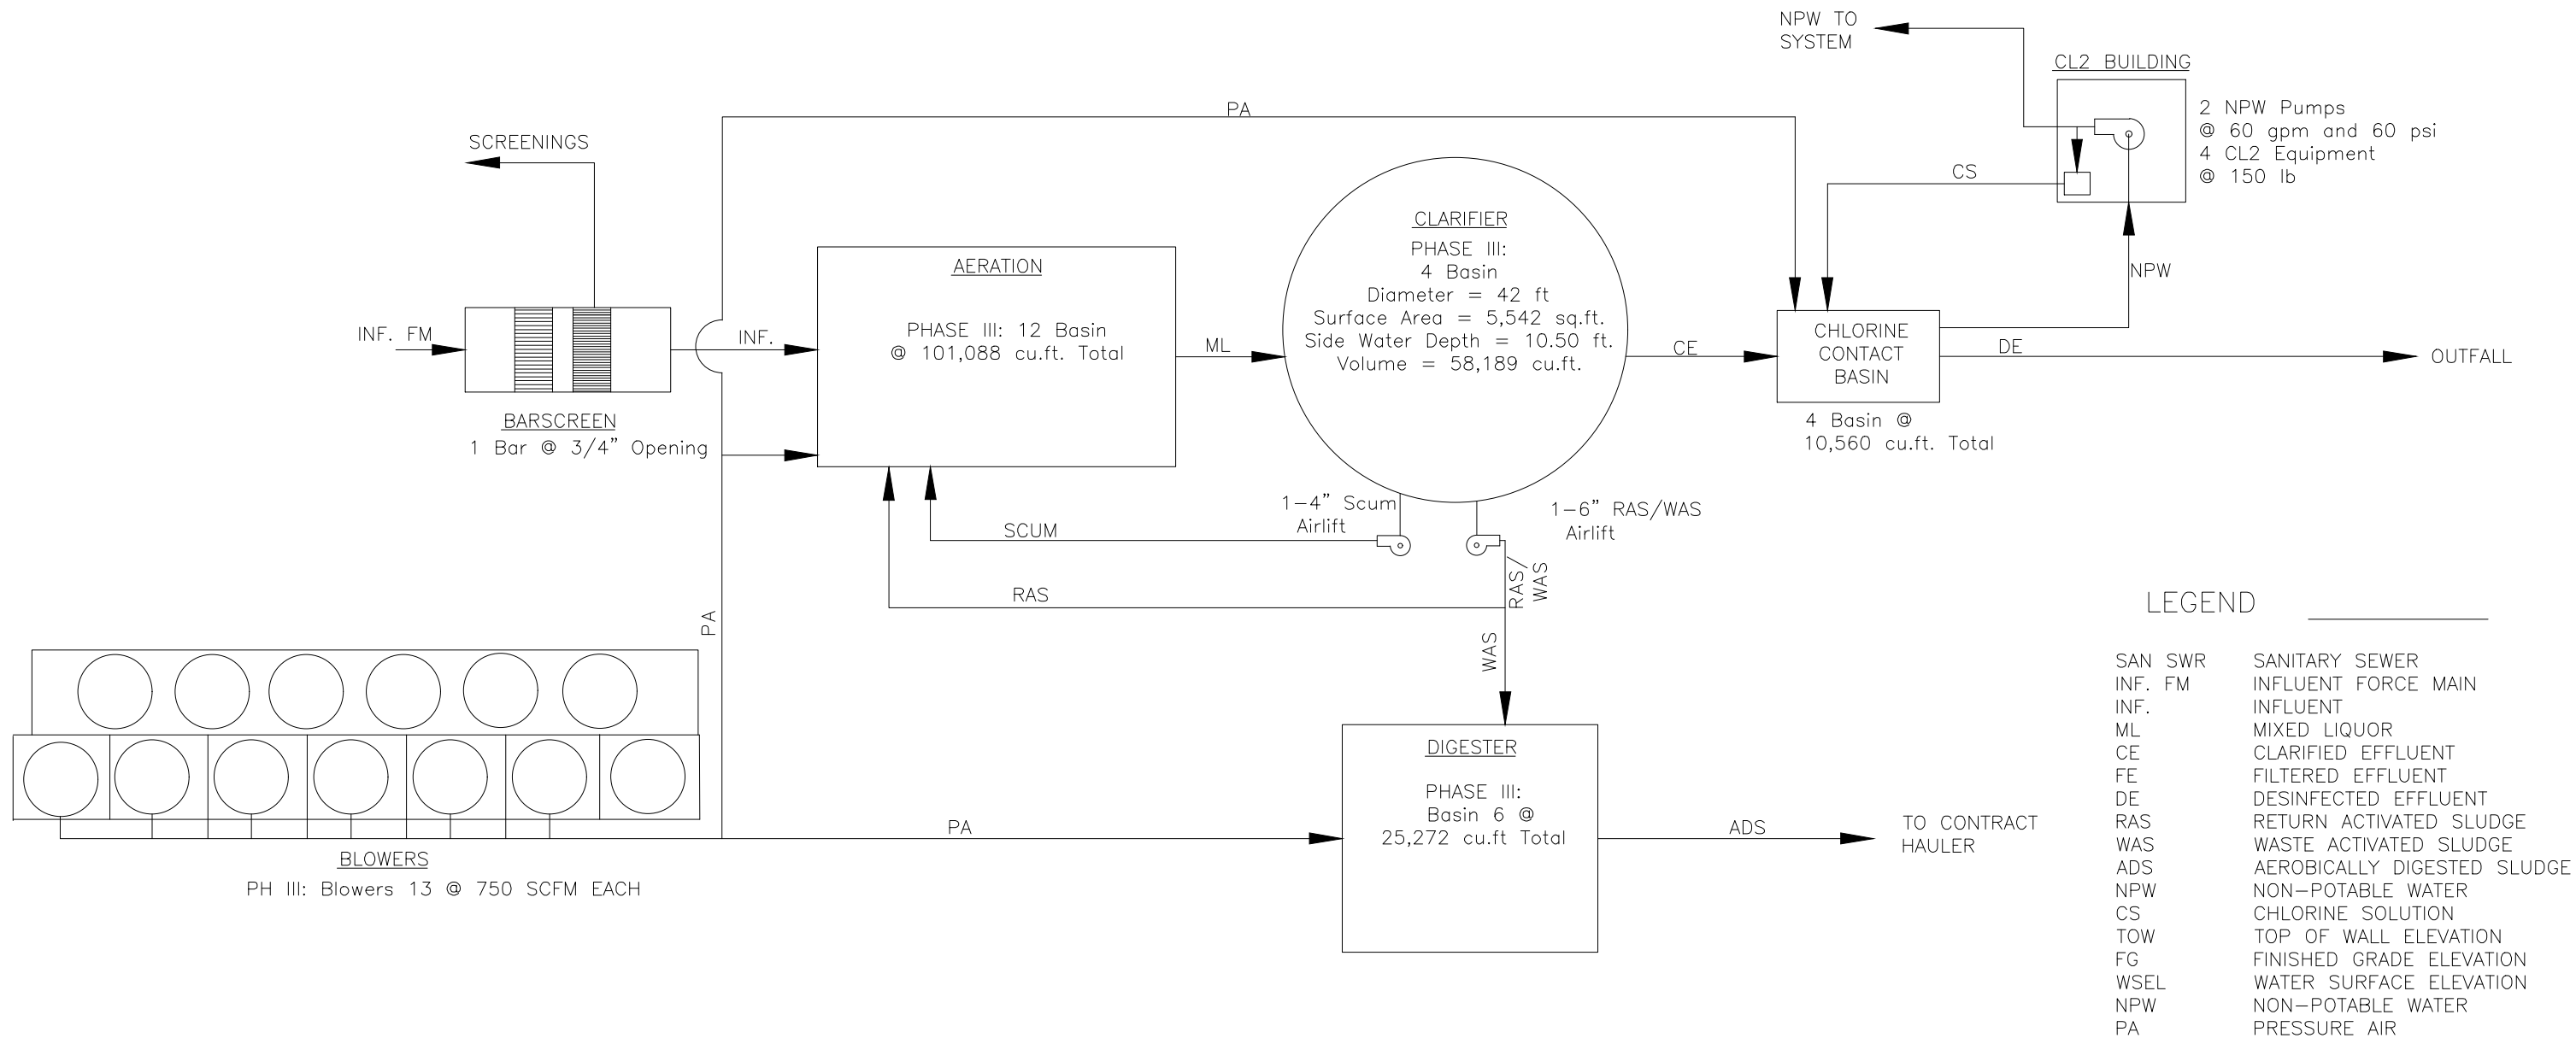 NPW TO
SYSTEM
CL2 BUILDING
2 NPW Pumps
@ 60 gpm and 60 psi
4 CL2 Equipment
@ 150 lb
PA
SCREENINGS
CS
CLARIFIER
PHASE III:
4 Basin
Diameter = 42 ft
Surface Area = 5,542 sq.ft.
Side Water Depth = 10.50 ft.
Volume = 58,189 cu.ft.
AERATION
PHASE III: 12 Basin
@ 101,088 cu.ft. Total
NPW
INF. FM
INF.
ML
CE
CHLORINE
CONTACT
BASIN
DE
OUTFALL
BARSCREEN
1 Bar @ 3/4" Opening
4 Basin @
10,560 cu.ft. Total
1-4" Scum
Airlift
1-6" RAS/WAS
Airlift
SCUM
RAS/
WAS
RAS
PA
WAS
DIGESTER
PHASE III:
Basin 6 @
25,272 cu.ft Total
PA
ADS
TO CONTRACT
HAULER
BLOWERS
PH III: Blowers 13 @ 750 SCFM EACH
LEGEND
SAN SWR SANITARY SEWER
INF. FM INFLUENT FORCE MAIN
INF. INFLUENT
ML MIXED LIQUOR
CE CLARIFIED EFFLUENT
FE FILTERED EFFLUENT
DE DESINFECTED EFFLUENT
RAS RETURN ACTIVATED SLUDGE
WAS WASTE ACTIVATED SLUDGE
ADS AEROBICALLY DIGESTED SLUDGE
NPW NON-POTABLE WATER
CS CHLORINE SOLUTION
TOW TOP OF WALL ELEVATION
FG FINISHED GRADE ELEVATION
WSEL WATER SURFACE ELEVATION
NPW NON-POTABLE WATER
PA PRESSURE AIR